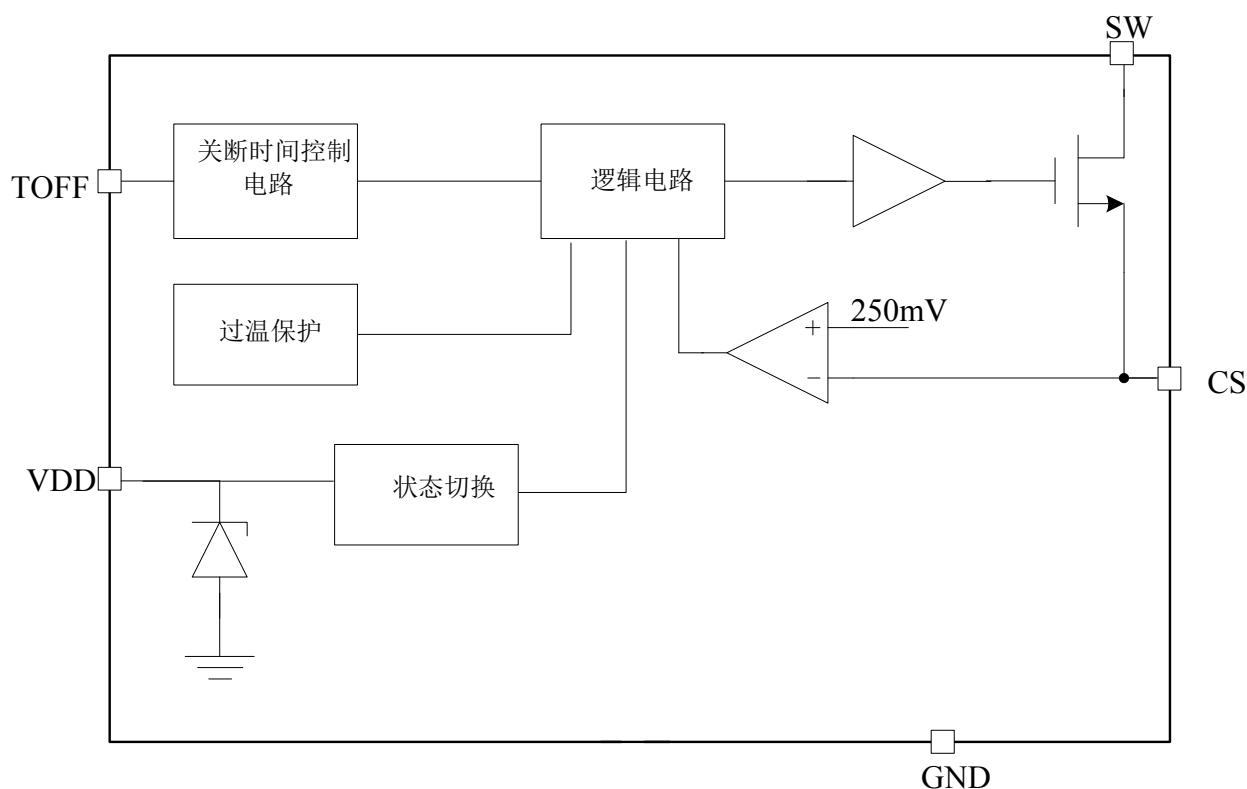 SW
关断时间控制
电路
逻辑电路
TOFF
过温保护
250mV
+
−
CS
VDD
状态切换
GND